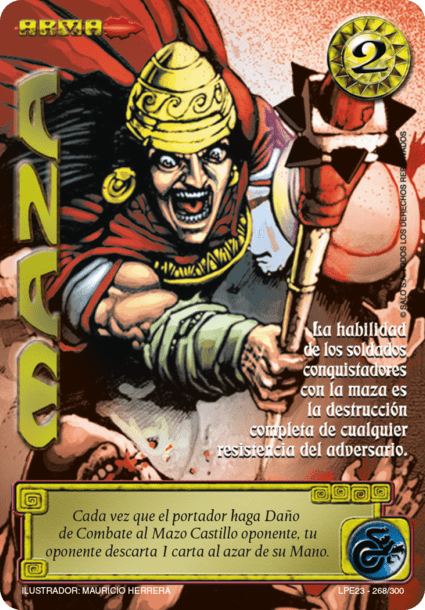 ARMA
2
MAZA
© SALO S.A. TODOS LOS DERECHOS RESERVADOS
La habilidad
de los soldados
conquistadores
con la maza es
la destrucción
completa de cualquier
resistencia del adversario.
Cada vez que el portador haga Daño
de Combate al Mazo Castillo oponente, tu
oponente descarta 1 carta al azar de su Mano.
ILUSTRADOR: MAURICIO HERRERA
LPE23 - 268/300